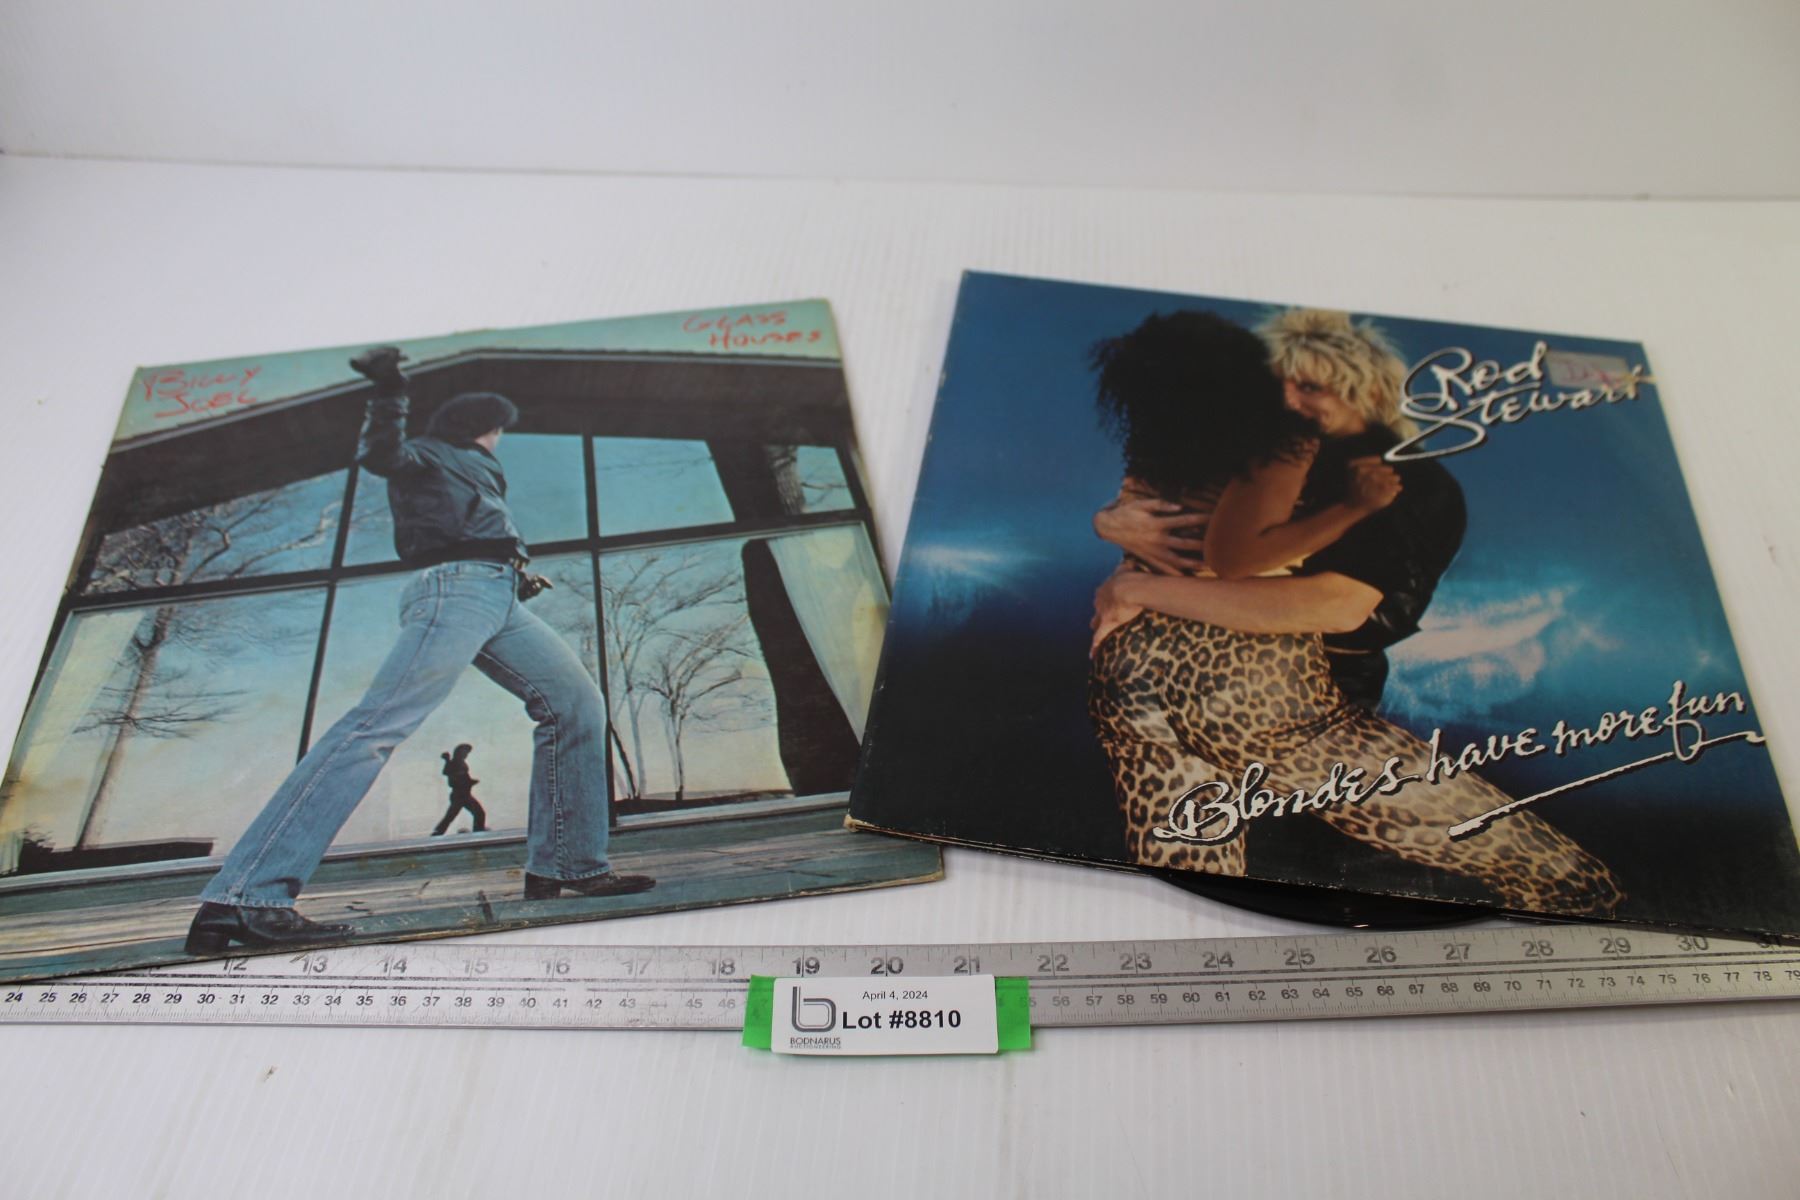 BILLY
JOEL
GLASS
HOUSES
Rod
Stewart
Blondes have more fun
12 13 14 15 16 17 18 19 20 21 22 23 24 25 26 27 28 29 30 31
24 25 26 27 28 29 30 31 32 33 34 35 36 37 38 39 40 41 42 43 44 45 46 47 55 56 57 58 59 60 61 62 63 64 65 66 67 68 69 70 71 72 73 74 75 76 77 78 79
April 4, 2024
Lot #8810
BODNARUS
AUCTIONEERING